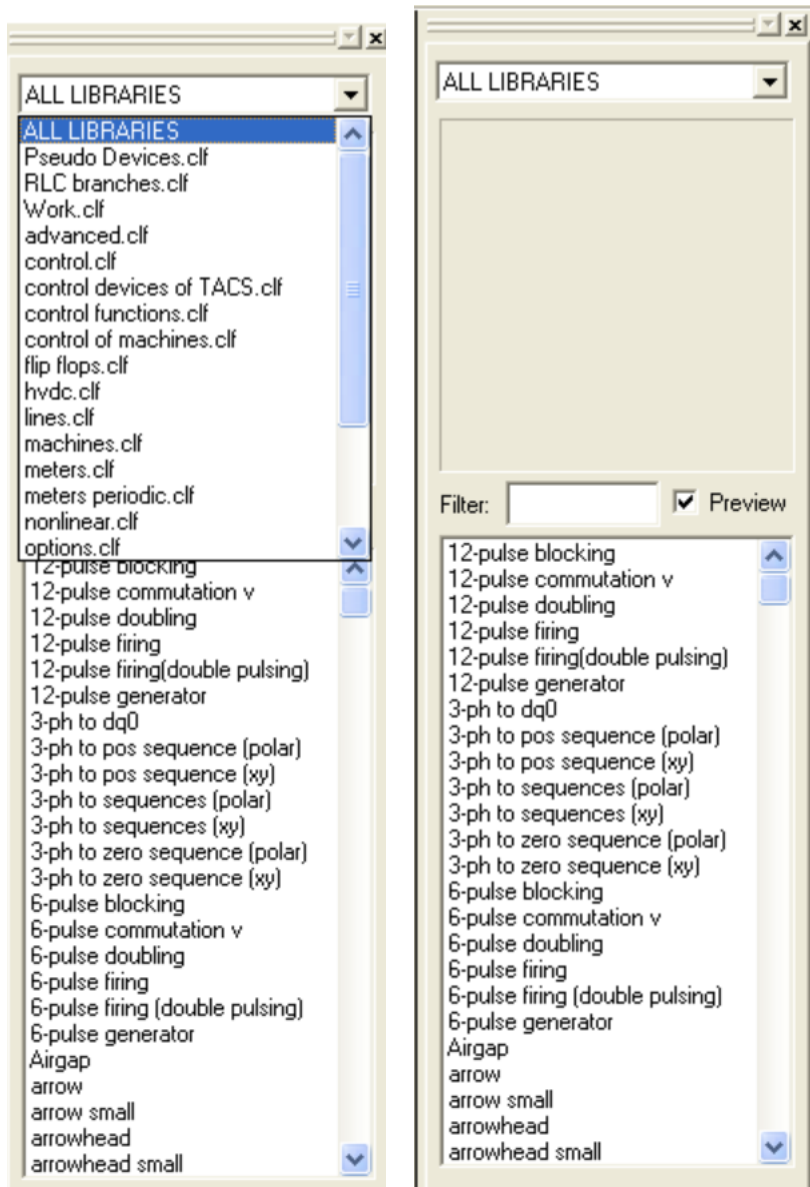 ALL LIBRARIES
ALL LIBRARIES
Pseudo Devices.clf
RLC branches.clf
Work.clf
advanced.clf
control.clf
control devices of TACS.clf
control functions.clf
control of machines.clf
flip flops.clf
hvdc.clf
lines.clf
machines.clf
meters.clf
meters periodic.clf
nonlinear.clf
options.clf
12-pulse blocking
12-pulse commutation v
12-pulse doubling
12-pulse firing
12-pulse firing(double pulsing)
12-pulse generator
3-ph to dq0
3-ph to pos sequence (polar)
3-ph to pos sequence (xy)
3-ph to sequences (polar)
3-ph to sequences (xy)
3-ph to zero sequence (polar)
3-ph to zero sequence (xy)
6-pulse blocking
6-pulse commutation v
6-pulse doubling
6-pulse firing
6-pulse firing (double pulsing)
6-pulse generator
Airgap
arrow
arrow small
arrowhead
arrowhead small
ALL LIBRARIES
Filter: Preview
12-pulse blocking
12-pulse commutation v
12-pulse doubling
12-pulse firing
12-pulse firing(double pulsing)
12-pulse generator
3-ph to dq0
3-ph to pos sequence (polar)
3-ph to pos sequence (xy)
3-ph to sequences (polar)
3-ph to sequences (xy)
3-ph to zero sequence (polar)
3-ph to zero sequence (xy)
6-pulse blocking
6-pulse commutation v
6-pulse doubling
6-pulse firing
6-pulse firing (double pulsing)
6-pulse generator
Airgap
arrow
arrow small
arrowhead
arrowhead small